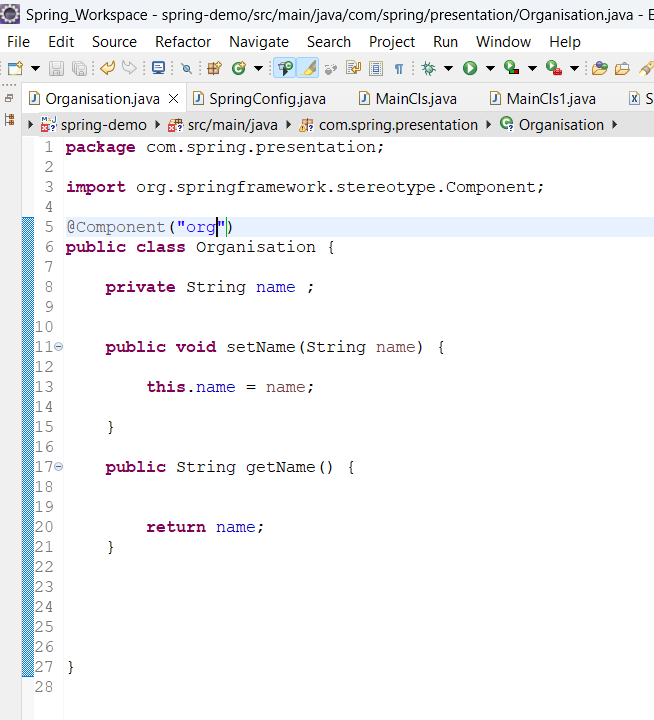 Spring_Workspace - spring-demo/src/main/java/com/spring/presentation/Organisation.java - E
File Edit Source Refactor Navigate Search Project Run Window Help
Organisation.java SpringConfig.java MainCls.java MainCls1.java S
spring-demo src/main/java com.spring.presentation Organisation
1 package com.spring.presentation;
2
3 import org.springframework.stereotype.Component;
4
5 @Component("org")
6 public class Organisation {
7
8 private String name ;
9
10
11 public void setName(String name) {
12
13 this.name = name;
14
15 }
16
17 public String getName() {
18
19
20 return name;
21 }
22
23
24
25
26
27 }
28